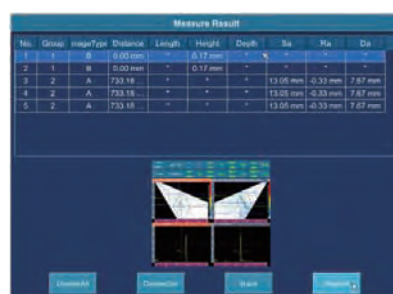 Measure Result
No. Group mageType Distance Length Height Depth Sa Ra Da
1 1 B 0.00 mm * 0.17 mm * * * *
2 1 B 0.00 mm * 0.17 mm * * * *
3 2 A 733.18 ... * * * 13.05 mm -0.33 mm 7.67 mm
4 2 A 733.18 ... * * * 13.05 mm -0.33 mm 7.67 mm
5 2 A 733.18 ... * * * 13.05 mm -0.33 mm 7.67 mm
Back